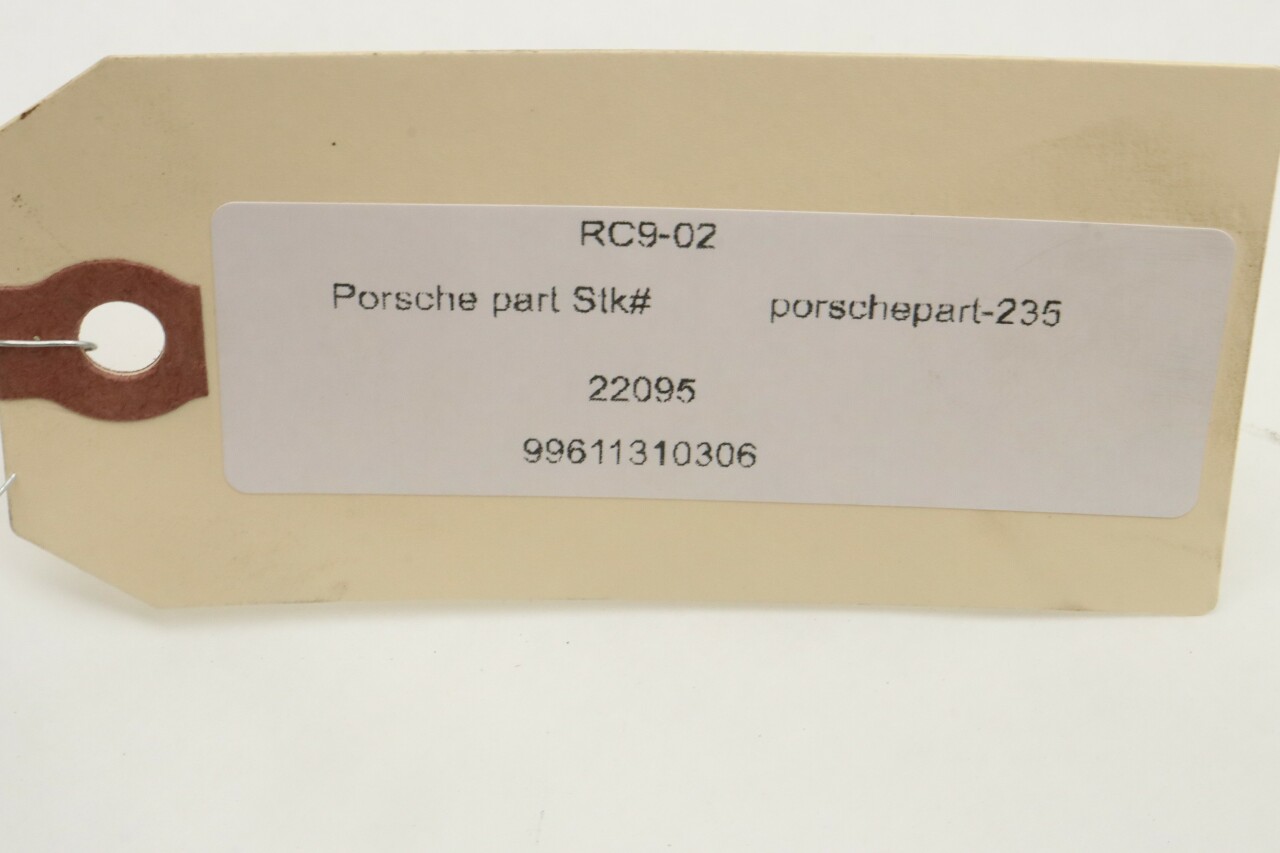 RC9-02
Porsche part Stk# porschepart-235
22095
99611310306